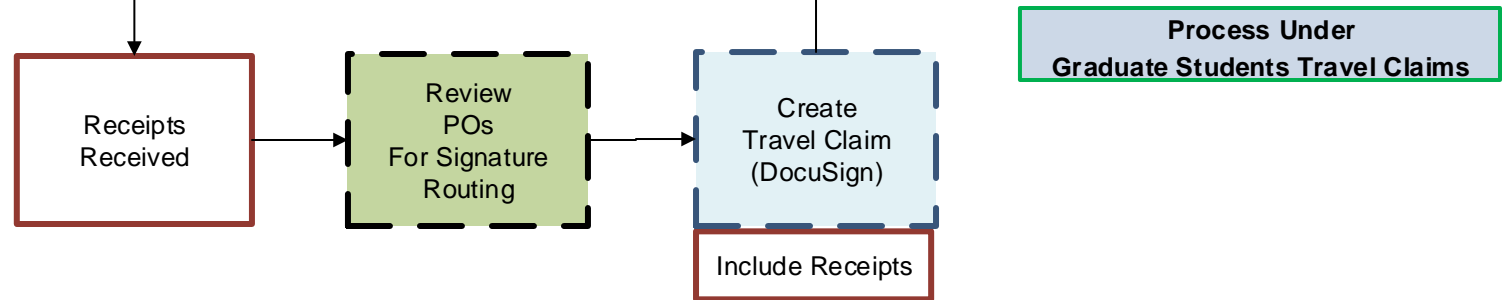 Process Under
Graduate Students Travel Claims
Receipts
Received
Review
POs
For Signature
Routing
Create
Travel Claim
(DocuSign)
Include Receipts